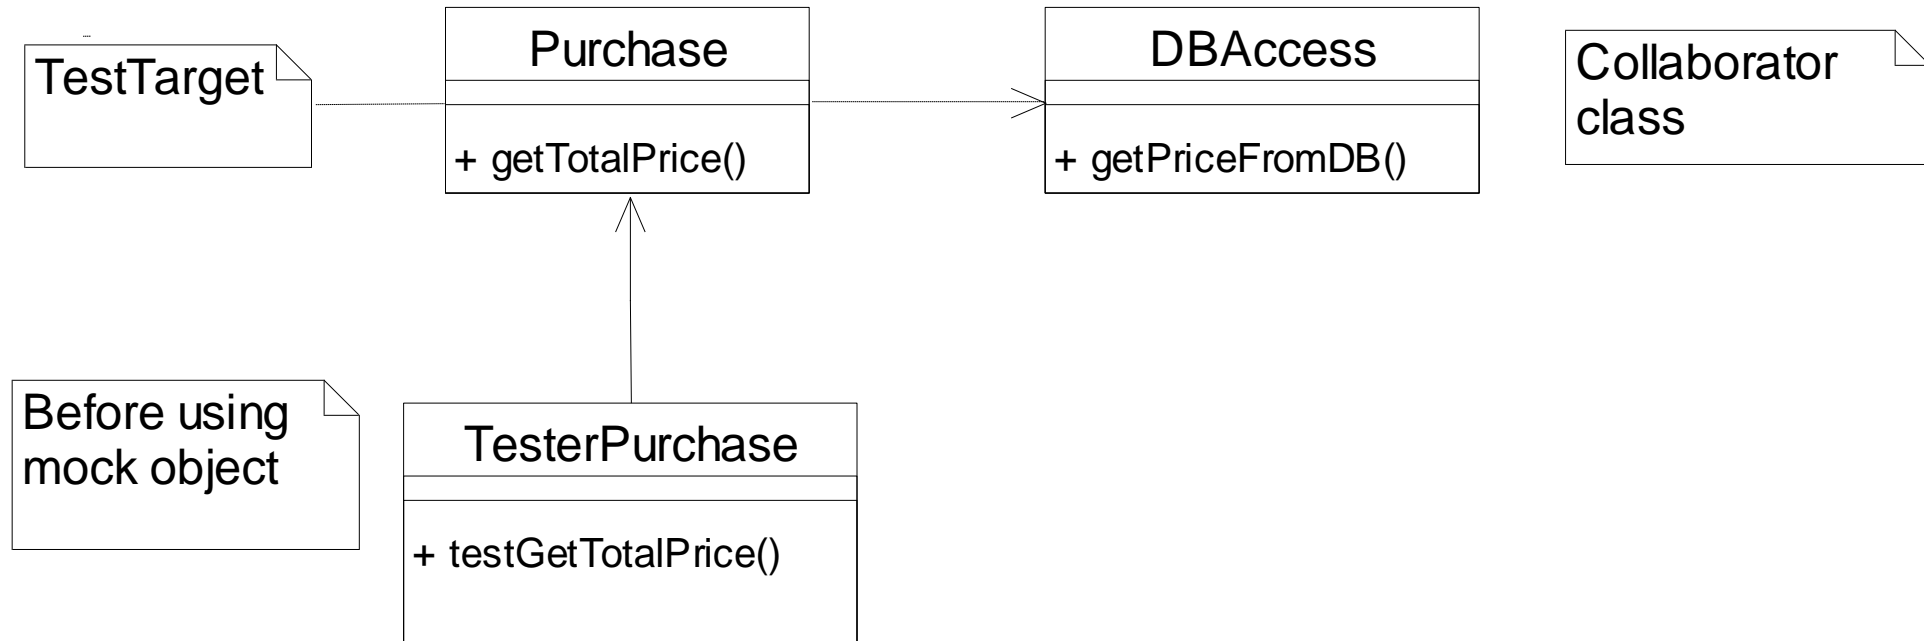 TestTarget
Purchase
+ getTotalPrice()
DBAccess
+ getPriceFromDB()
Collaborator
class
Before using
mock object
TesterPurchase
+ testGetTotalPrice()